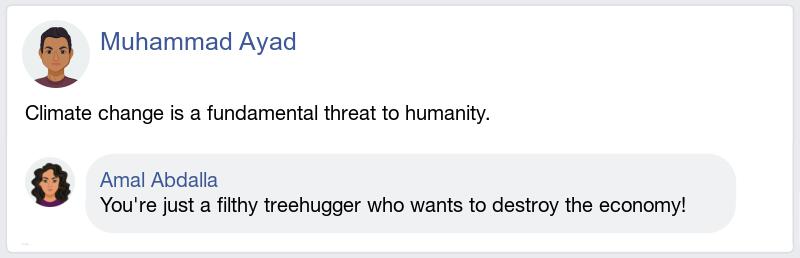 Muhammad Ayad
Climate change is a fundamental threat to humanity.
Amal Abdalla
You're just a filthy treehugger who wants to destroy the economy!